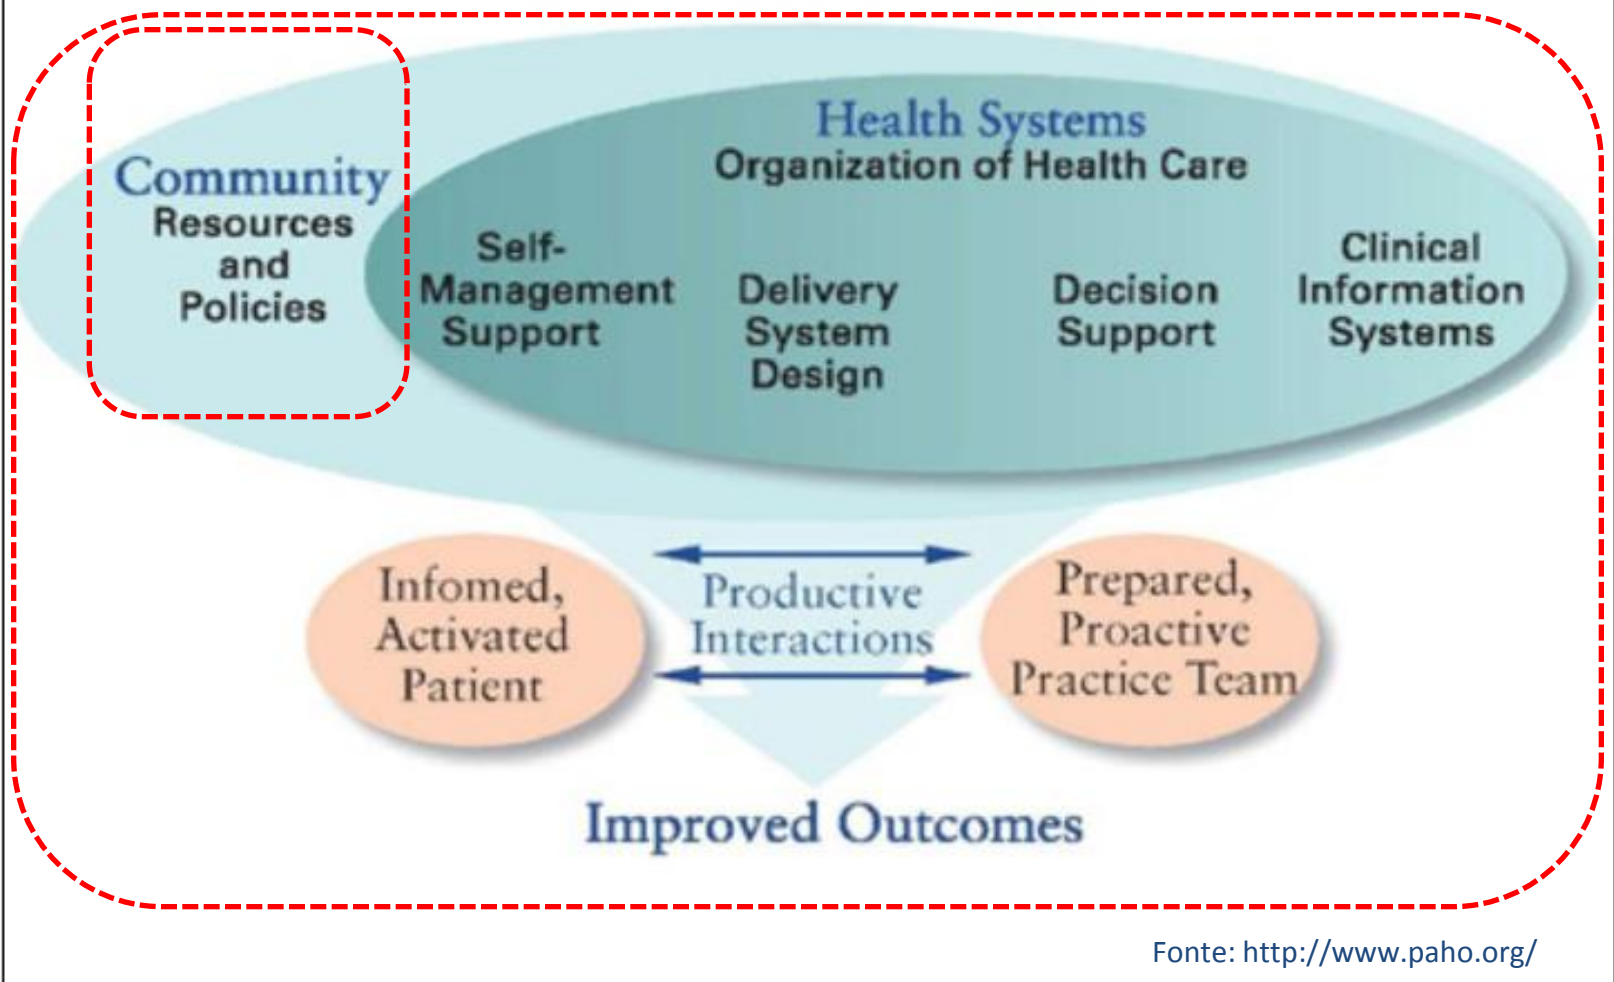 Health Systems
Organization of Health Care
Community
Resources
and
Policies
Self-
Management
Support
Delivery
System
Design
Decision
Support
Clinical
Information
Systems
Infomed,
Activated
Patient
Productive
Interactions
Prepared,
Proactive
Practice Team
Improved Outcomes
Fonte: http://www.paho.org/